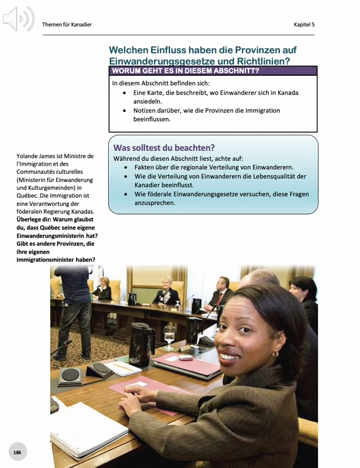 Themen für Kanadier
Kapitel 5
Welchen Einfluss haben die Provinzen auf
Einwanderungsgesetze und Richtlinien?
WORUM GEHT ES IN DIESEM ABSCHNITT?
In diesem Abschnitt befinden sich:
• Eine Karte, die beschreibt, wo Einwanderer sich in Kanada
ansiedeln.
• Notizen darüber, wie die Provinzen die Immigration
beeinflussen.
Was solltest du beachten?
Während du diesen Abschnitt liest, achte auf:
• Fakten über die regionale Verteilung von Einwanderern.
• Wie die Verteilung von Einwanderern die Lebensqualität der
Kanadier beeinflusst.
• Wie föderale Einwanderungsgesetze versuchen, diese Fragen
anzusprechen.
Yolande James ist Ministre de
l'Immigration et des
Communautés culturelles
(Ministerin für Einwanderung
und Kulturgemeinden) in
Québec. Die Immigration ist
eine Verantwortung der
föderalen Regierung Kanadas.
Überlege dir: Warum glaubst
du, dass Québec seine eigene
Einwanderungsministerin hat?
Gibt es andere Provinzen, die
ihre eigenen
Immigrationsminister haben?
186